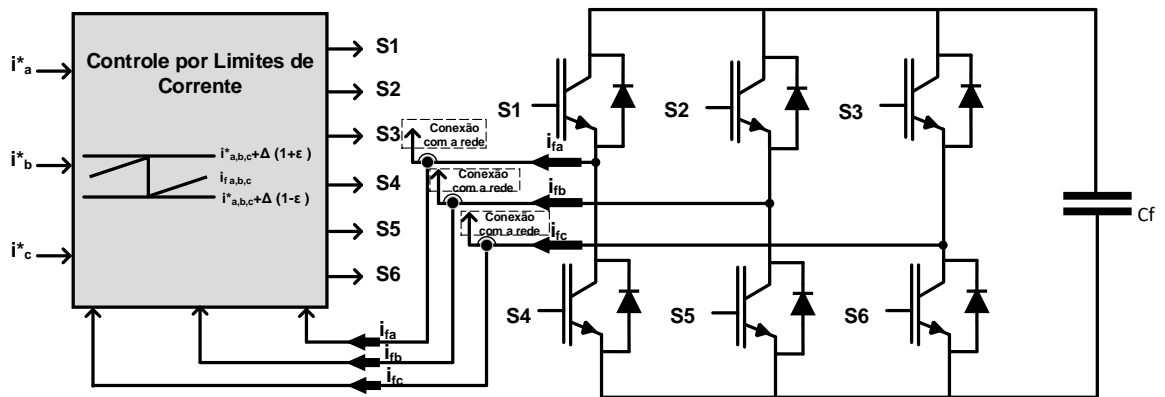 Controle por Limites de
Corrente
i*a
i*b
i*c
i*a,b,c+Δ (1+ε )
if a,b,c
i*a,b,c+Δ (1-ε )
S1
S2
S3
S4
S5
S6
Conexão
com a rede
ifa
Conexão
com a rede
ifb
Conexão
com a rede
ifc
ifa
ifb
ifc
S1
S2
S3
S4
S5
S6
Cf